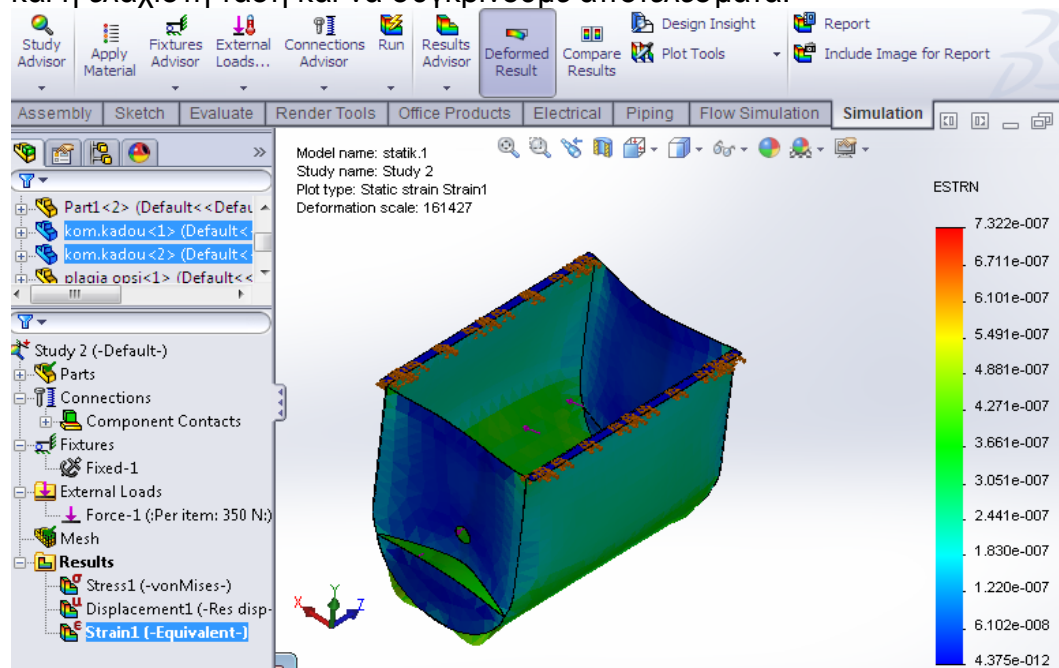 και η ελάχιστη τάση και να συγκρίνουμε αποτελέσματα.
Study Advisor
Apply Material
Fixtures Advisor
External Loads...
Connections Advisor
Run
Results Advisor
Deformed Result
Compare Results
Design Insight
Plot Tools
Report
Include Image for Report
Assembly Sketch Evaluate Render Tools Office Products Electrical Piping Flow Simulation Simulation
Model name: statik.1
Study name: Study 2
Plot type: Static strain Strain1
Deformation scale: 161427
Part1<2> (Default<<Defau
kom.kadou<1> (Default<
kom.kadou<2> (Default<
plagia opsi<1> (Default<<
Study 2 (-Default-)
Parts
Connections
Component Contacts
Fixtures
Fixed-1
External Loads
Force-1 (:Per item: 350 N:)
Mesh
Results
Stress1 (-vonMises-)
Displacement1 (-Res disp-
Strain1 (-Equivalent-)
Y
X
Z
ESTRN
7.322e-007
6.711e-007
6.101e-007
5.491e-007
4.881e-007
4.271e-007
3.661e-007
3.051e-007
2.441e-007
1.830e-007
1.220e-007
6.102e-008
4.375e-012